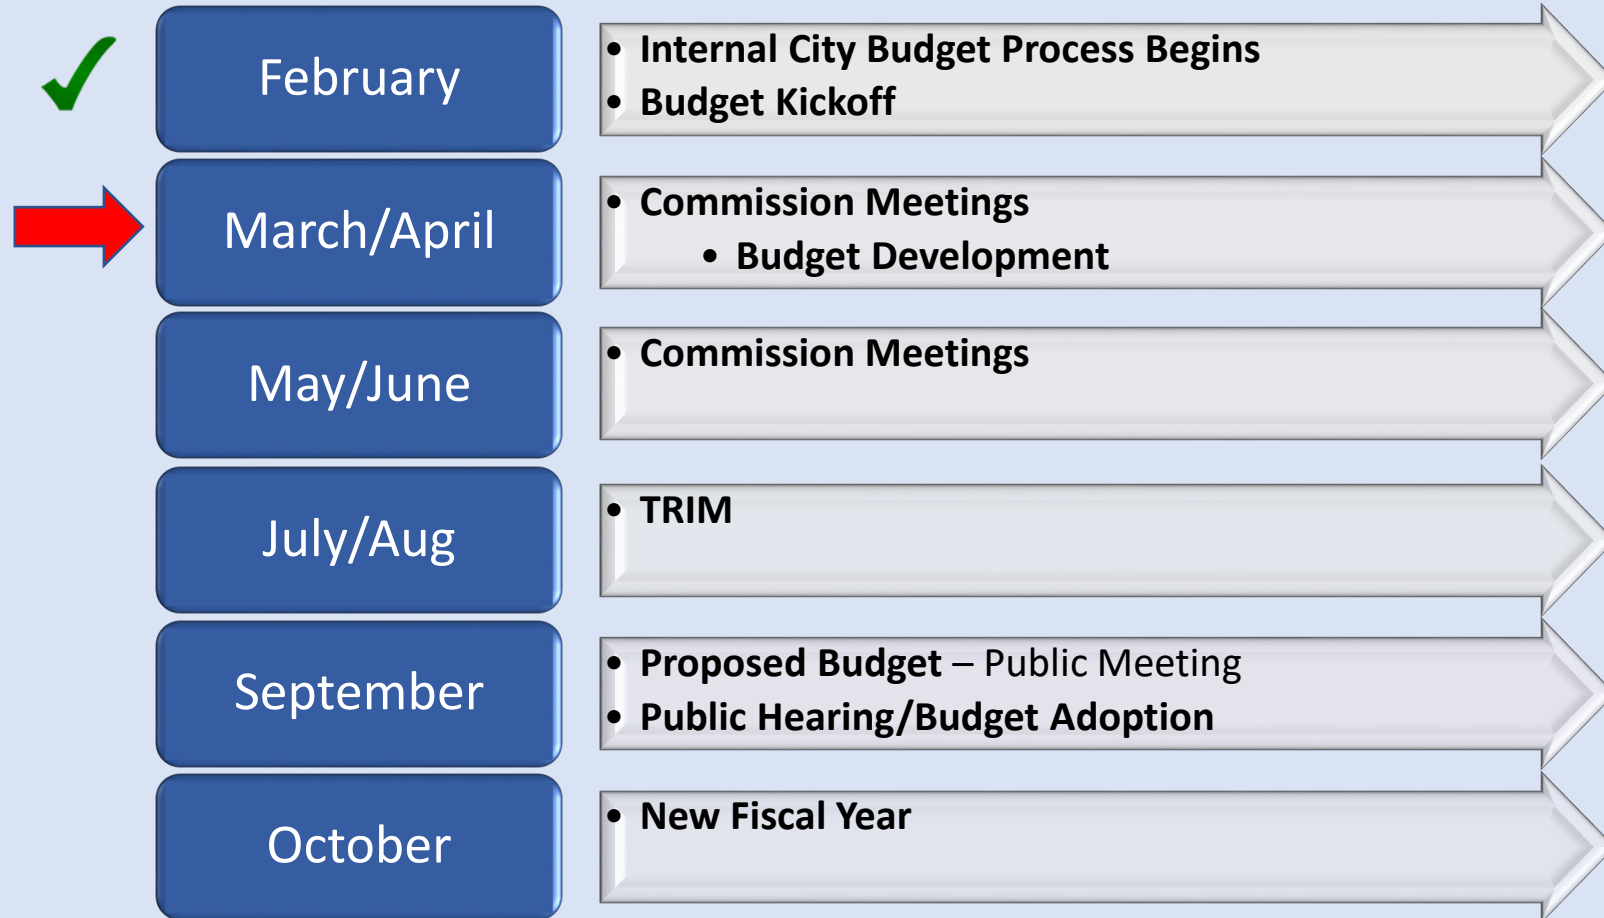 February
• Internal City Budget Process Begins
• Budget Kickoff
March/April
• Commission Meetings
• Budget Development
May/June
• Commission Meetings
July/Aug
• TRIM
September
• Proposed Budget – Public Meeting
• Public Hearing/Budget Adoption
October
• New Fiscal Year